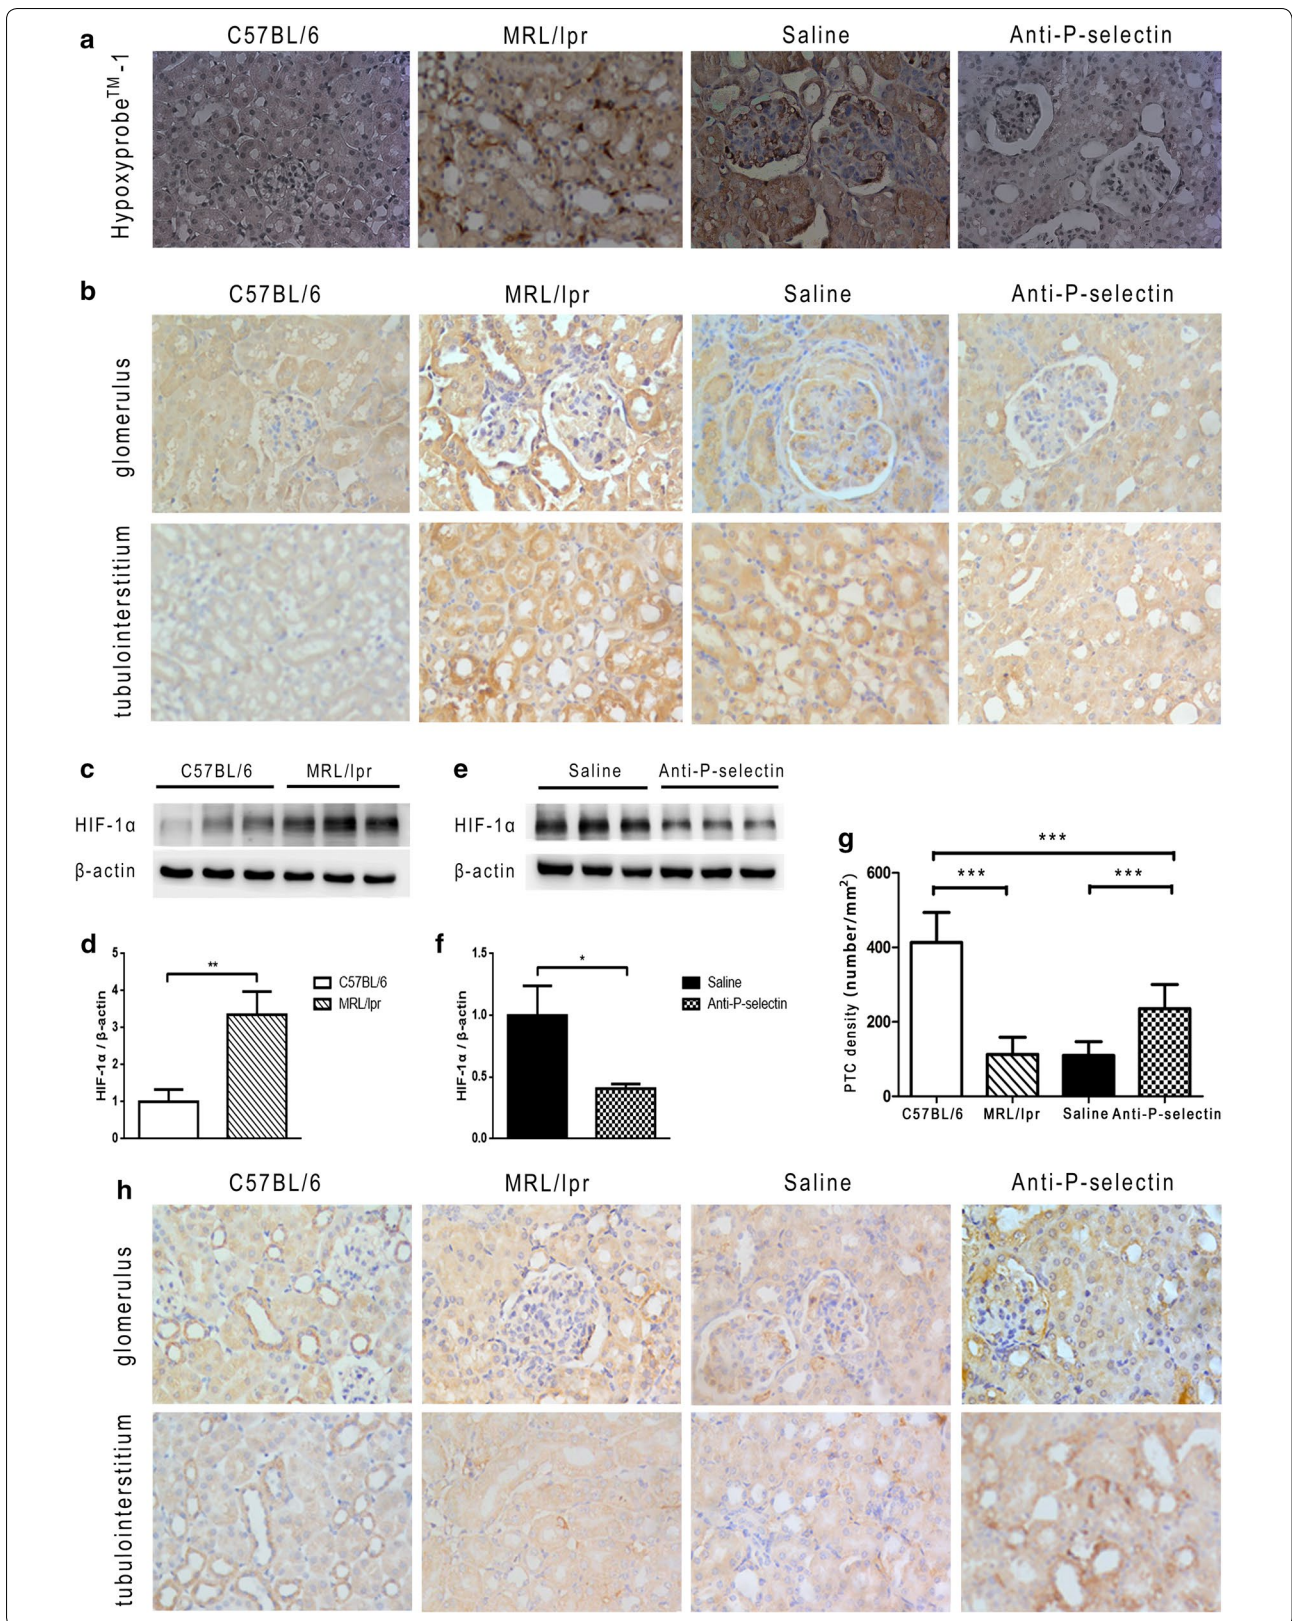 a
C57BL/6 MRL/lpr Saline Anti-P-selectin
Hypoxyprobe™-1
b
C57BL/6 MRL/lpr Saline Anti-P-selectin
glomerulus
tubulointerstitium
c
C57BL/6 MRL/lpr
HIF-1α
β-actin
e
Saline Anti-P-selectin
HIF-1α
β-actin
d
HIF-1α / β-actin
5
4
3
2
1
0
**
C57BL/6
MRL/lpr
f
HIF-1α / β-actin
1.5
1.0
0.5
0.0
*
Saline
Anti-P-selectin
g
PTC density (number/mm²)
600
400
200
0
***
*** ***
C57BL/6 MRL/lpr Saline Anti-P-selectin
h
C57BL/6 MRL/lpr Saline Anti-P-selectin
glomerulus
tubulointerstitium